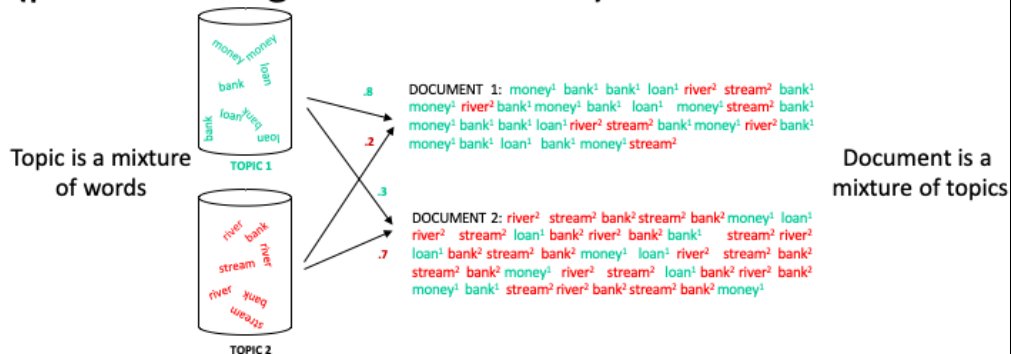 money money
loan
bank
loan bank
bank
loan
TOPIC 1
Topic is a mixture
of words
river bank
river
stream
river
bank
stream
TOPIC 2
.8
.2
.3
.7
DOCUMENT 1: money¹ bank¹ bank¹ loan¹ river² stream² bank¹
money¹ river² bank¹ money¹ bank¹ loan¹ money¹ stream² bank¹
money¹ bank¹ bank¹ loan¹ river² stream² bank¹ money¹ river² bank¹
money¹ bank¹ loan¹ bank¹ money¹ stream²
DOCUMENT 2: river² stream² bank² stream² bank² money¹ loan¹
river² stream² loan¹ bank² river² bank² bank¹ stream² river²
loan¹ bank² stream² bank² money¹ loan¹ river² stream² bank²
stream² bank² money¹ river² stream² loan¹ bank² river² bank²
money¹ bank¹ stream² river² bank² stream² bank² money¹
Document is a
mixture of topics